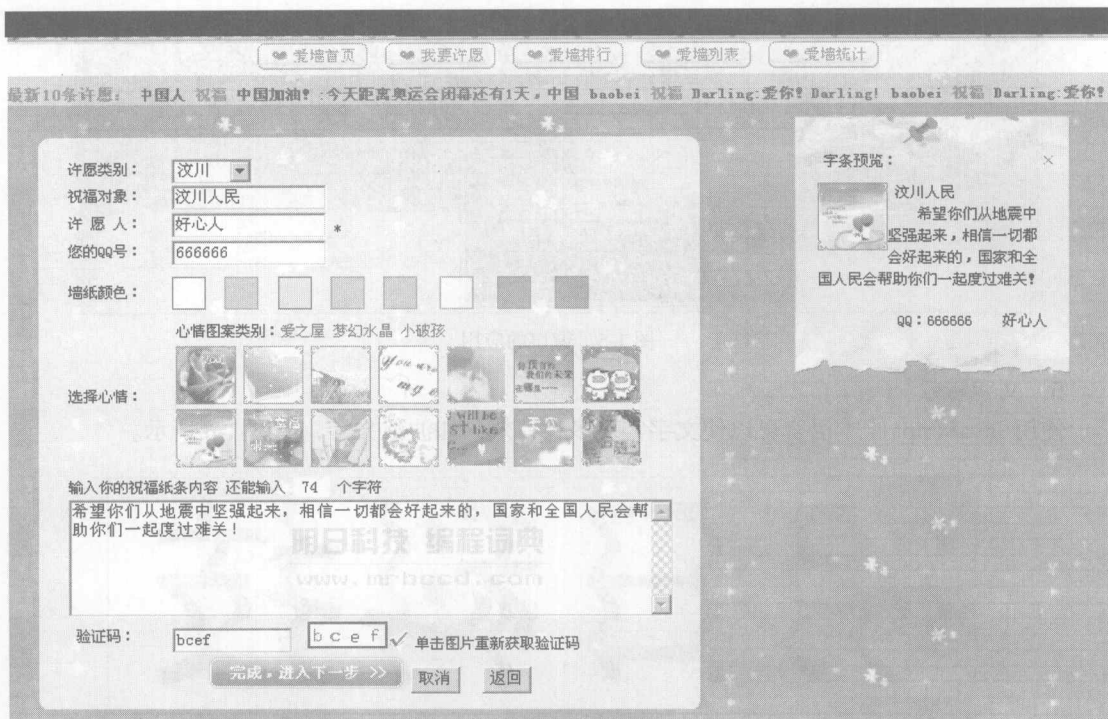 爱墙首页 我要许愿 爱墙排行 爱墙列表 爱墙统计
最新10条许愿: 中国人 祝福 中国加油! :今天距离奥运会闭幕还有1天。中国 baobei 祝福 Darling:爱你! Darling! baobei 祝福 Darling:爱你!
许愿类别: 汶川
祝福对象: 汶川人民
许 愿 人: 好心人 *
您的QQ号: 666666
墙纸颜色:
心情图案类别:爱之屋 梦幻水晶 小破孩
选择心情:
输入你的祝福纸条内容 还能输入 74 个字符
希望你们从地震中坚强起来,相信一切都会好起来的,国家和全国人民会帮
助你们一起度过难关!
明日科技 编程词典
www.mrbccd.com
验证码: bcef bcef 单击图片重新获取验证码
完成,进入下一步 >> 取消 返回
字条预览: ×
汶川人民
希望你们从地震中
坚强起来,相信一切都
会好起来的,国家和全
国人民会帮助你们一起度过难关!
QQ:666666 好心人